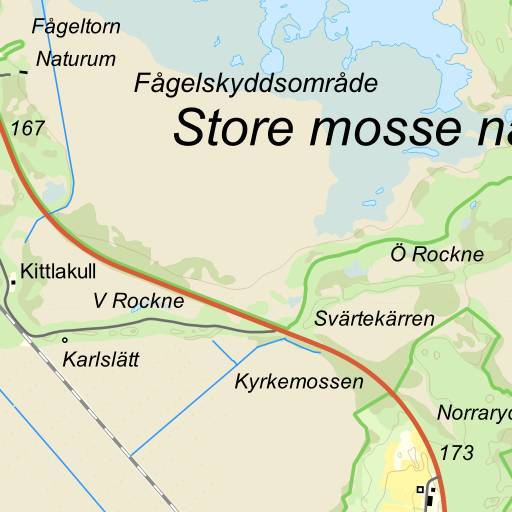 Fågeltorn
Naturum
Fågelskyddsområde
Store mosse na
167
Ö Rockne
Kittlakull
V Rockne
Svärtekärren
Karlslätt
Kyrkemossen
Norraryd
173